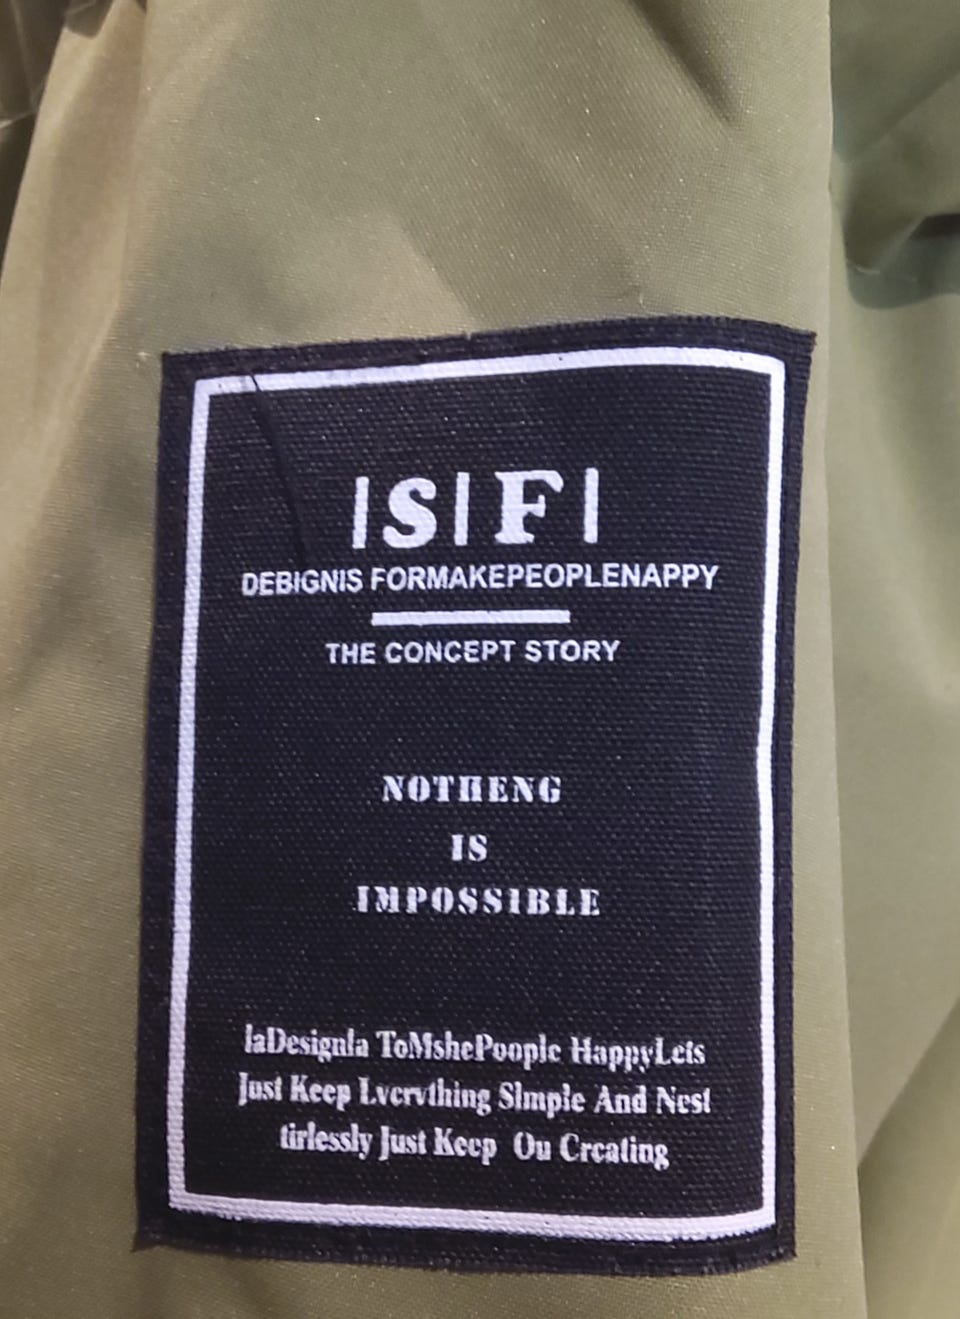 |S| F|
DEBIGNIS FORMAKEPEOPLENAPPY
THE CONCEPT STORY
NOTHENG
IS
IMPOSSIBLE
laDesignla ToMshePoople HappyLets
Just Keep Lvervthing Slmple And Nest
tirlessly Just Keep Ou Creating